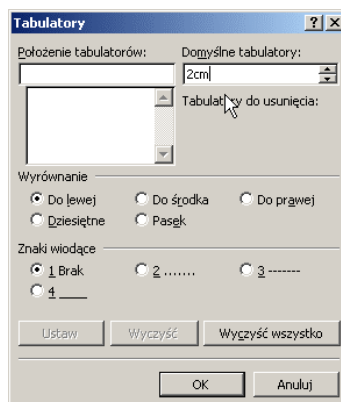 Tabulatory
Położenie tabulatorów: Domyślne tabulatory:
2cm
Tabulatory do usunięcia:
Wyrównanie
Do lewej Do środka Do prawej
Dziesiętne Pasek
Znaki wiodące
1 Brak 2 ....... 3 -------
4 ____
Ustaw Wyczyść Wyczyść wszystko
OK Anuluj